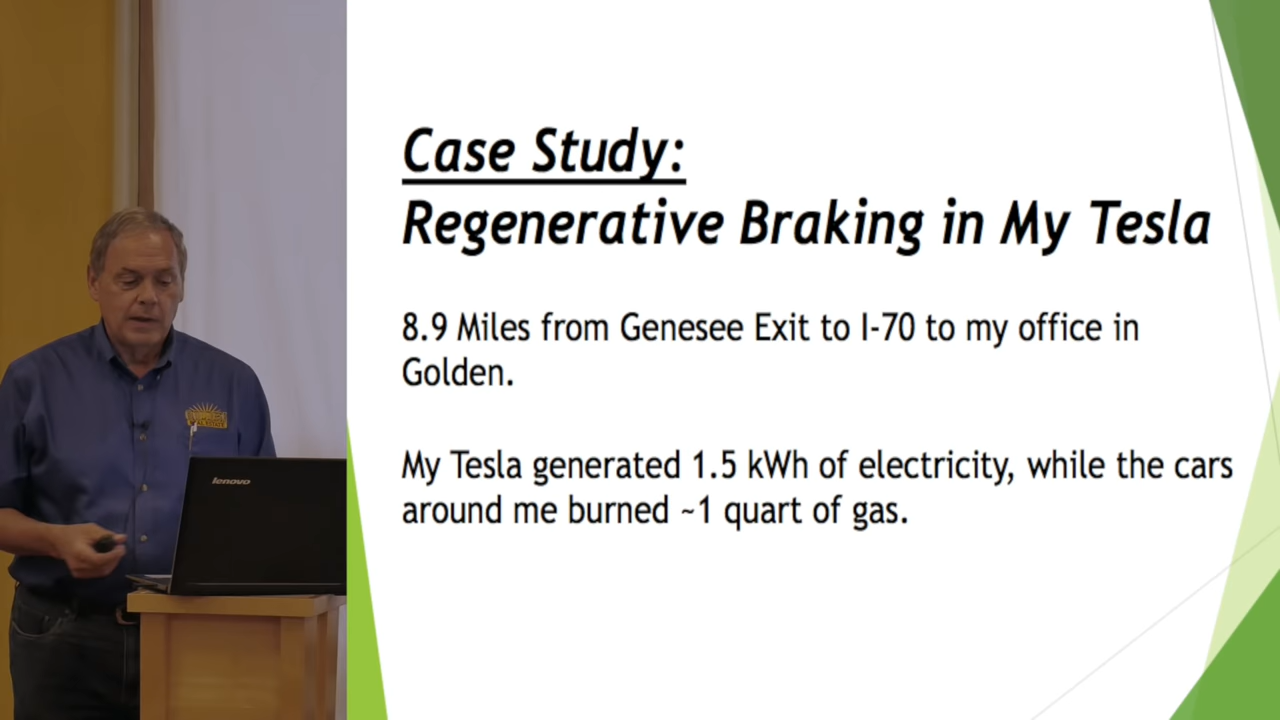 Case Study:
Regenerative Braking in My Tesla
8.9 Miles from Genesee Exit to I-70 to my office in
Golden.
My Tesla generated 1.5 kWh of electricity, while the cars
around me burned ~1 quart of gas.
lenovo